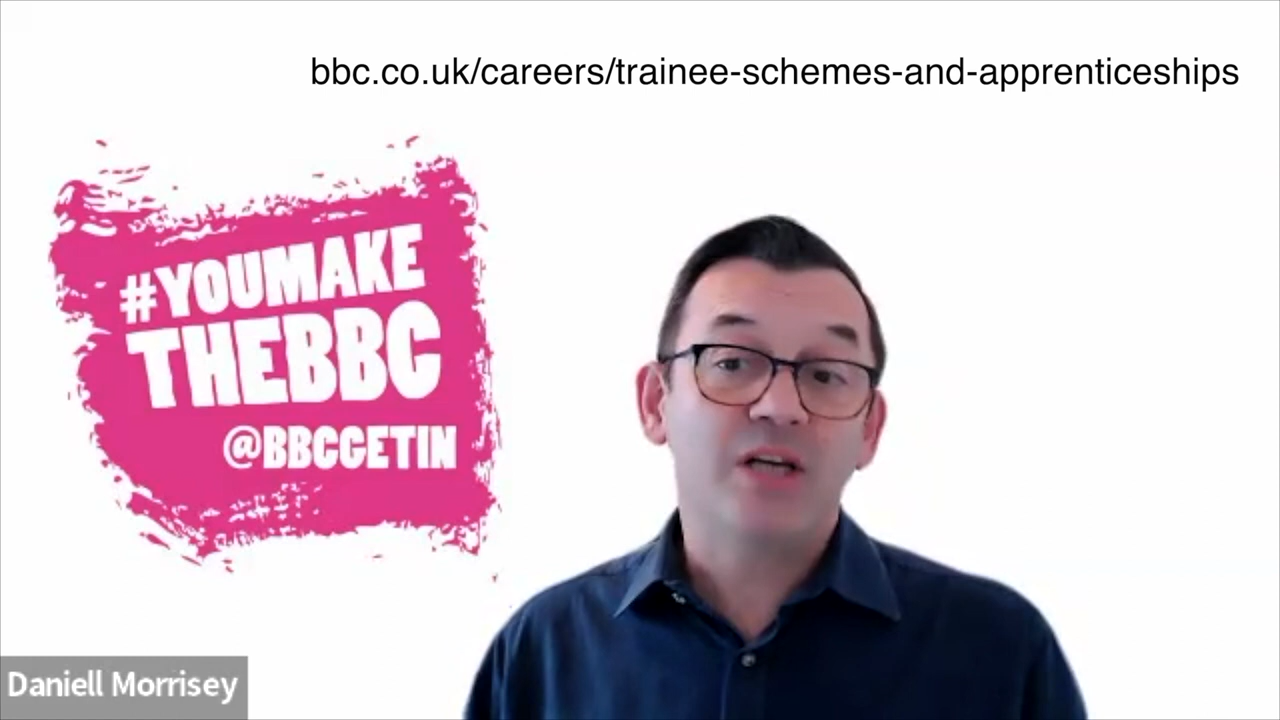 bbc.co.uk/careers/trainee-schemes-and-apprenticeships
#YOUMAKE
THEBBC
@BBCGETIN
Daniell Morrisey